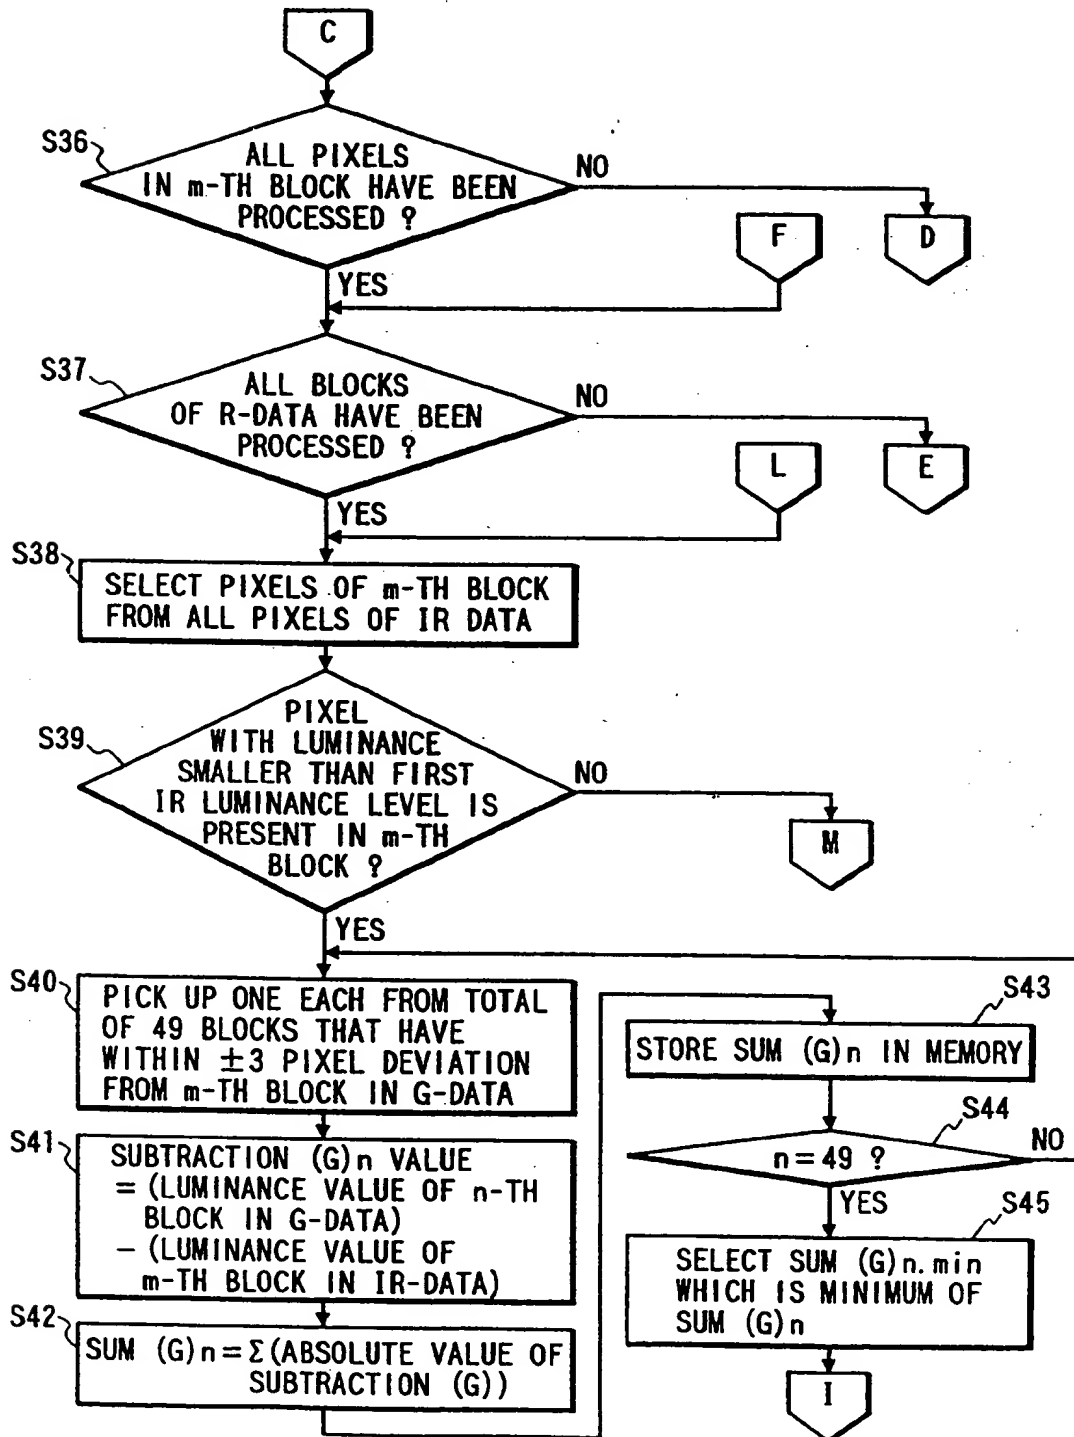 C
S36
ALL PIXELS
IN m-TH BLOCK HAVE BEEN
PROCESSED ?
NO
D
F
YES
S37
ALL BLOCKS
OF R-DATA HAVE BEEN
PROCESSED ?
NO
E
L
YES
S38
SELECT PIXELS OF m-TH BLOCK
FROM ALL PIXELS OF IR DATA
S39
PIXEL
WITH LUMINANCE
SMALLER THAN FIRST
IR LUMINANCE LEVEL IS
PRESENT IN m-TH
BLOCK ?
NO
M
YES
S40
PICK UP ONE EACH FROM TOTAL
OF 49 BLOCKS THAT HAVE
WITHIN ±3 PIXEL DEVIATION
FROM m-TH BLOCK IN G-DATA
S41
SUBTRACTION (G)n VALUE
= (LUMINANCE VALUE OF n-TH
BLOCK IN G-DATA)
- (LUMINANCE VALUE OF
m-TH BLOCK IN IR-DATA)
S42
SUM (G)n=Σ(ABSOLUTE VALUE OF
SUBTRACTION (G))
S43
STORE SUM (G)n IN MEMORY
S44
n=49 ?
NO
YES
S45
SELECT SUM (G)n.min
WHICH IS MINIMUM OF
SUM (G)n
I